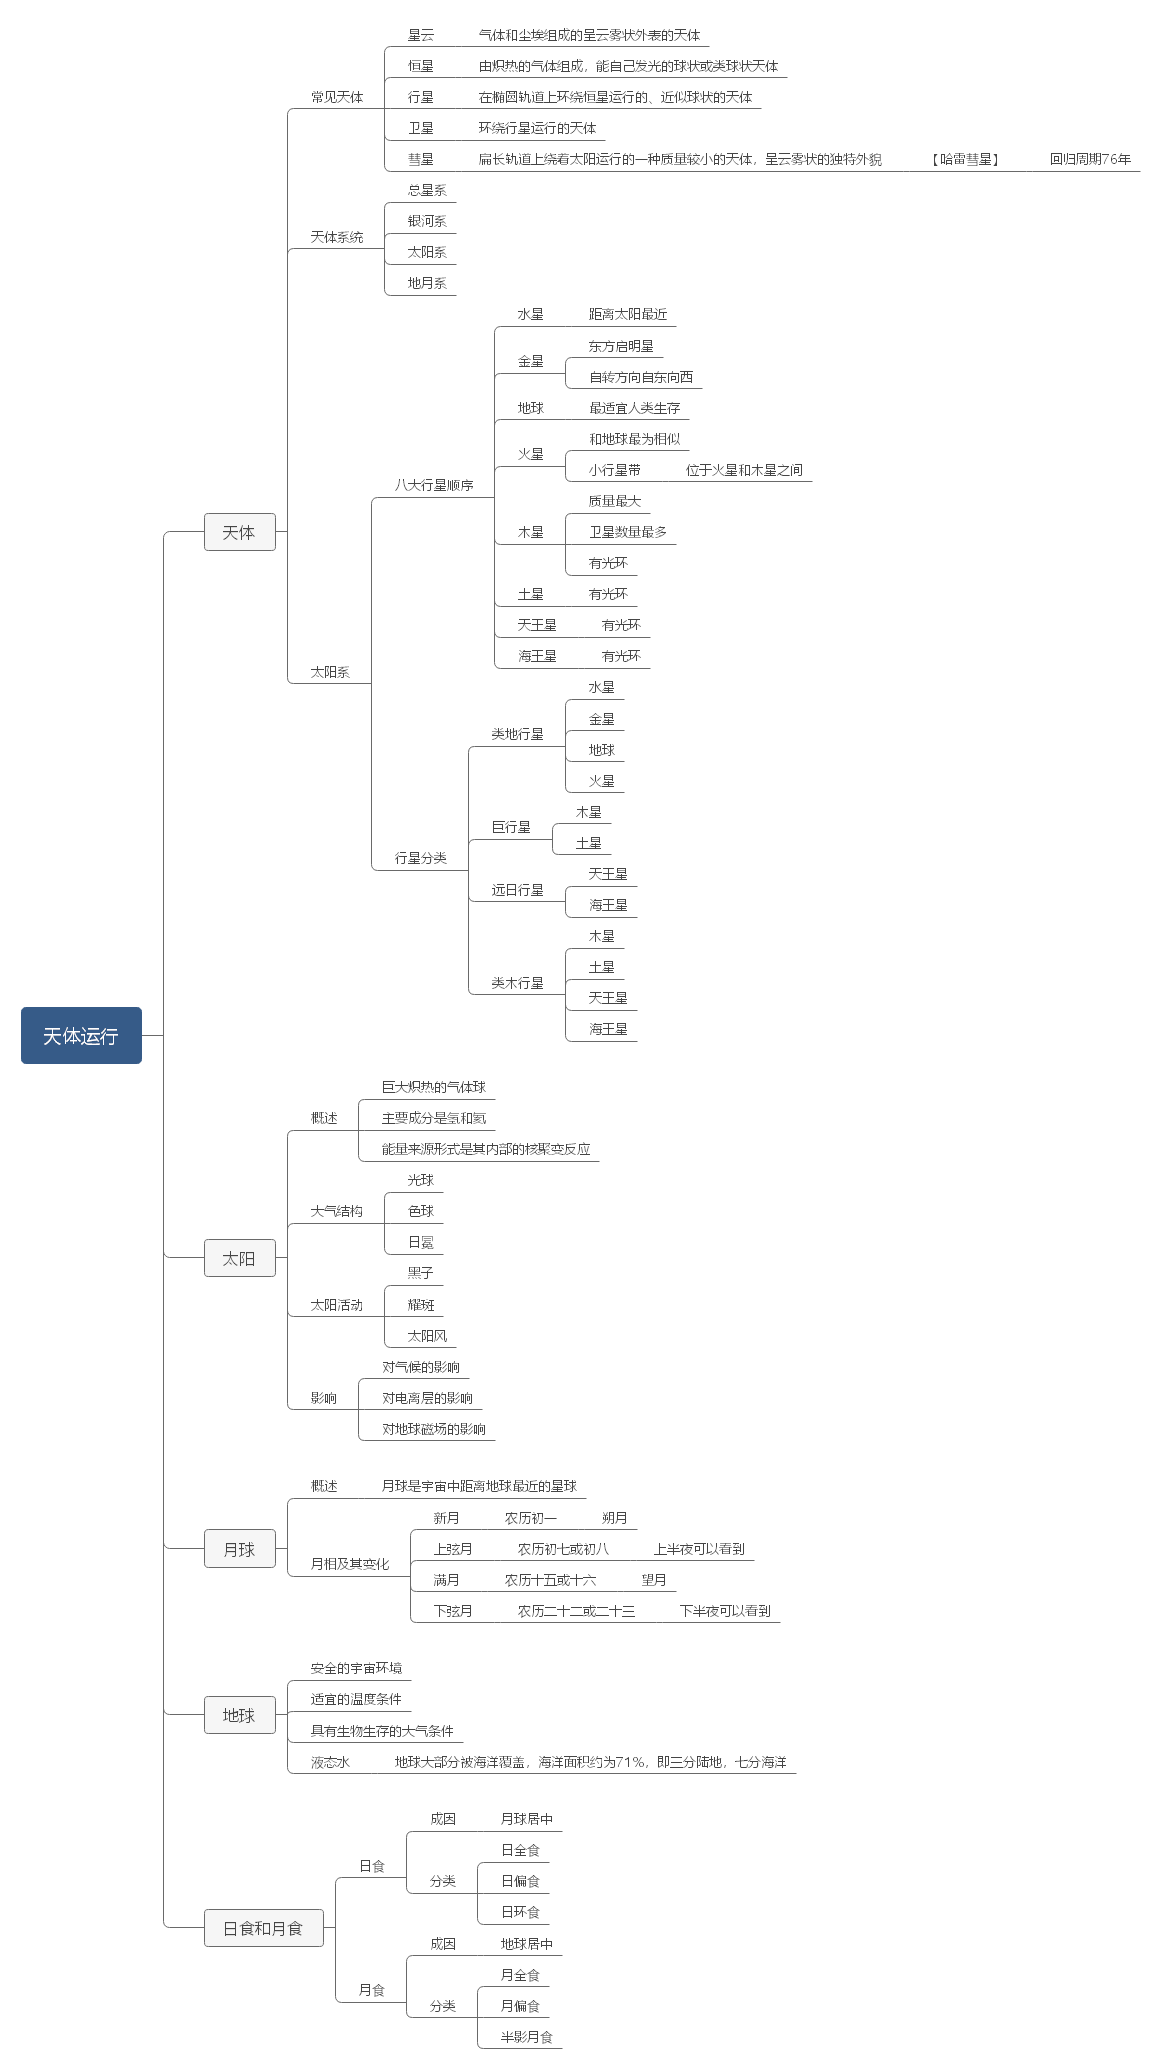 天体运行
天体
常见天体
星云 气体和尘埃组成的呈云雾状外表的天体
恒星 由炽热的气体组成，能自己发光的球状或类球状天体
行星 在椭圆轨道上环绕恒星运行的、近似球状的天体
卫星 环绕行星运行的天体
彗星 扁长轨道上绕着太阳运行的一种质量较小的天体，呈云雾状的独特外貌 【哈雷彗星】 回归周期76年
天体系统
总星系
银河系
太阳系
地月系
太阳系
八大行星顺序
水星 距离太阳最近
金星
东方启明星
自转方向自东向西
地球 最适宜人类生存
火星
和地球最为相似
小行星带 位于火星和木星之间
木星
质量最大
卫星数量最多
有光环
土星 有光环
天王星 有光环
海王星 有光环
行星分类
类地行星
水星
金星
地球
火星
巨行星
木星
土星
远日行星
天王星
海王星
类木行星
木星
土星
天王星
海王星
太阳
概述
巨大炽热的气体球
主要成分是氢和氦
能量来源形式是其内部的核聚变反应
大气结构
光球
色球
日冕
太阳活动
黑子
耀斑
太阳风
影响
对气候的影响
对电离层的影响
对地球磁场的影响
月球
概述 月球是宇宙中距离地球最近的星球
月相及其变化
新月 农历初一 朔月
上弦月 农历初七或初八 上半夜可以看到
满月 农历十五或十六 望月
下弦月 农历二十二或二十三 下半夜可以看到
地球
安全的宇宙环境
适宜的温度条件
具有生物生存的大气条件
液态水 地球大部分被海洋覆盖，海洋面积约为71%，即三分陆地，七分海洋
日食和月食
日食
成因 月球居中
分类
日全食
日偏食
日环食
月食
成因 地球居中
分类
月全食
月偏食
半影月食